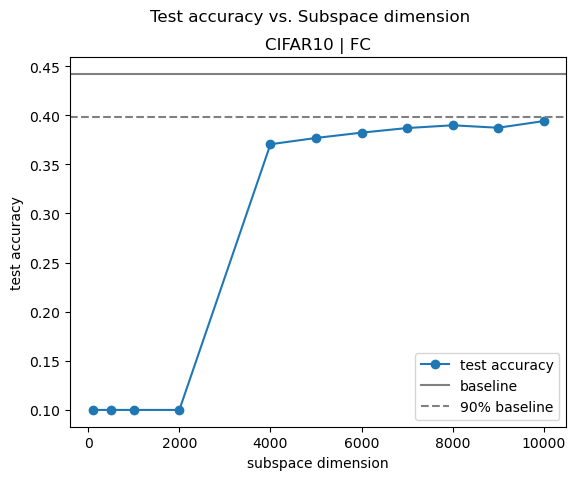 Test accuracy vs. Subspace dimension
CIFAR10 | FC
0.45
0.40
0.35
0.30
0.25
0.20
0.15
0.10
test accuracy
test accuracy
baseline
90% baseline
0 2000 4000 6000 8000 10000
subspace dimension